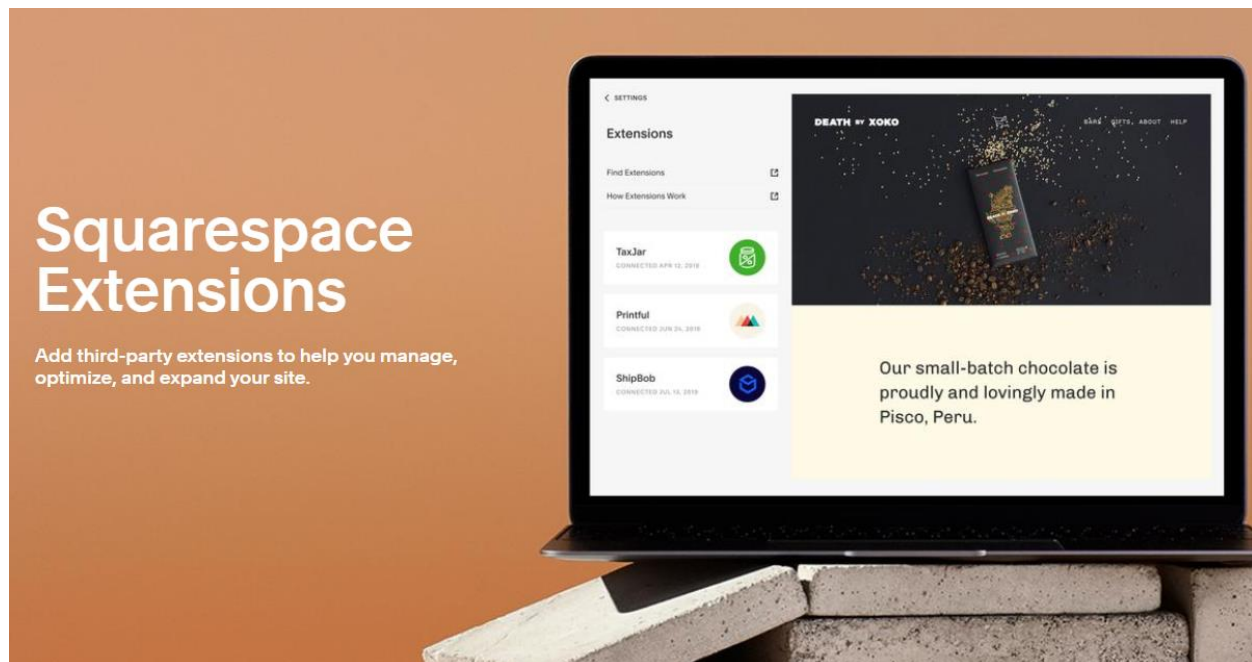 Squarespace
Extensions
Add third-party extensions to help you manage,
optimize, and expand your site.
SETTINGS
Extensions
Find Extensions
How Extensions Work
TaxJar
CONNECTED APR 12, 2018
Printful
CONNECTED JUN 24, 2018
ShipBob
CONNECTED JUL 13, 2018
DEATH BY XOKO
BARS GIFTS, ABOUT HELP
Our small-batch chocolate is
proudly and lovingly made in
Pisco, Peru.